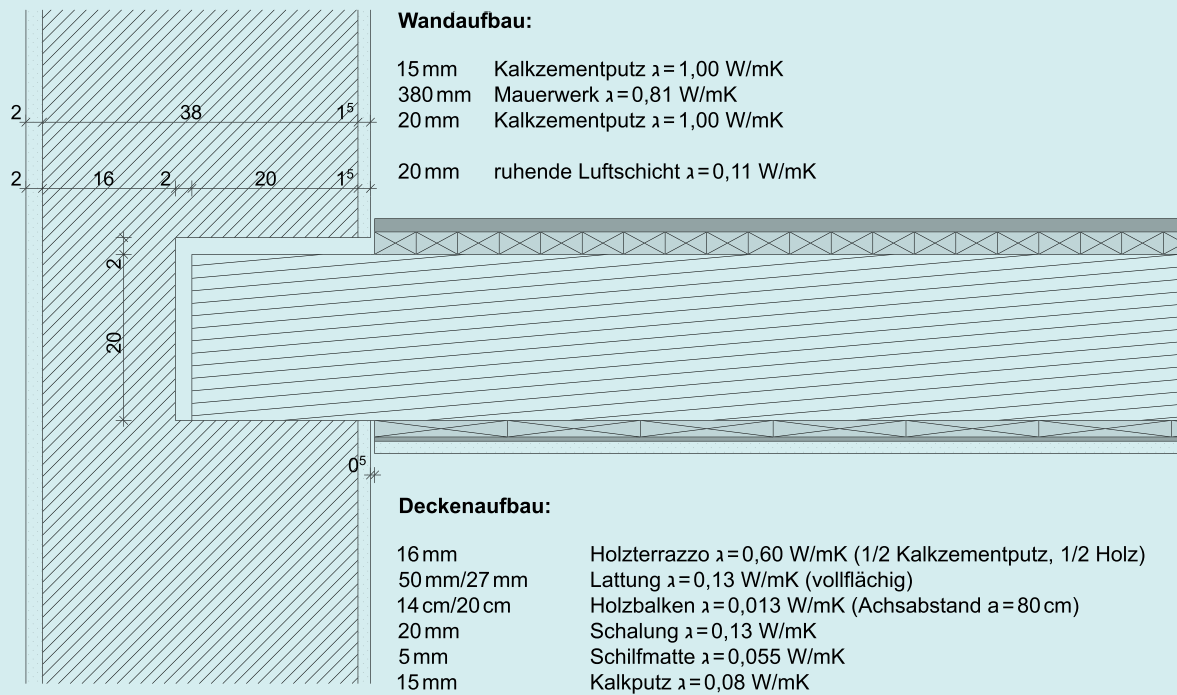 Wandaufbau:
15 mm Kalkzementputz λ = 1,00 W/mK
380 mm Mauerwerk λ = 0,81 W/mK
20 mm Kalkzementputz λ = 1,00 W/mK
20 mm ruhende Luftschicht λ = 0,11 W/mK
2 38 1⁵
2 16 2 20 1⁵
2
20
0⁵
Deckenaufbau:
16 mm Holzterrazzo λ = 0,60 W/mK (1/2 Kalkzementputz, 1/2 Holz)
50 mm/27 mm Lattung λ = 0,13 W/mK (vollflächig)
14 cm/20 cm Holzbalken λ = 0,013 W/mK (Achsabstand a = 80 cm)
20 mm Schalung λ = 0,13 W/mK
5 mm Schilfmatte λ = 0,055 W/mK
15 mm Kalkputz λ = 0,08 W/mK